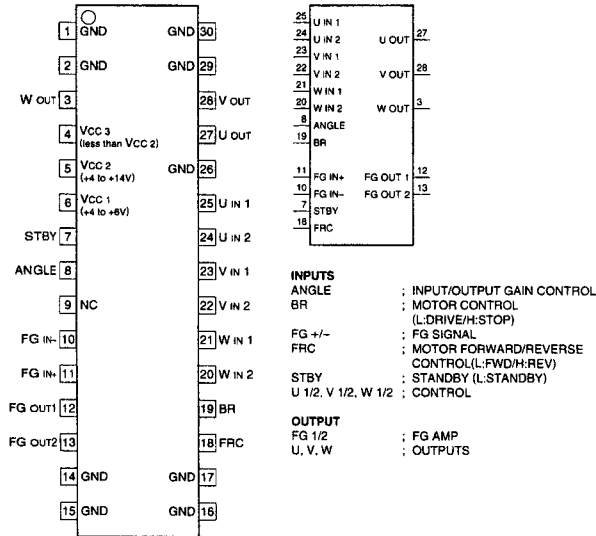 1 GND GND 30
2 GND GND 29
W OUT 3 28 V OUT
4 VCC 3 (less than VCC 2) 27 U OUT
5 VCC 2 (+4 to +14V) GND 26
6 VCC 1 (+4 to +6V) 25 U IN 1
STBY 7 24 U IN 2
ANGLE 8 23 V IN 1
9 NC 22 V IN 2
FG IN- 10 21 W IN 1
FG IN+ 11 20 W IN 2
FG OUT1 12 19 BR
FG OUT2 13 18 FRC
14 GND GND 17
15 GND GND 16
25 U IN 1
24 U IN 2 U OUT 27
23 V IN 1
22 V IN 2 V OUT 28
21 W IN 1
20 W IN 2 W OUT 3
8 ANGLE
19 BR
11 FG IN+ FG OUT 1 12
10 FG IN- FG OUT 2 13
7 STBY
18 FRC
INPUTS
ANGLE ; INPUT/OUTPUT GAIN CONTROL
BR ; MOTOR CONTROL
(L:DRIVE/H:STOP)
FG +/- ; FG SIGNAL
FRC ; MOTOR FORWARD/REVERSE
CONTROL(L:FWD/H:REV)
STBY ; STANDBY (L:STANDBY)
U 1/2, V 1/2, W 1/2 ; CONTROL
OUTPUT
FG 1/2 ; FG AMP
U, V, W ; OUTPUTS